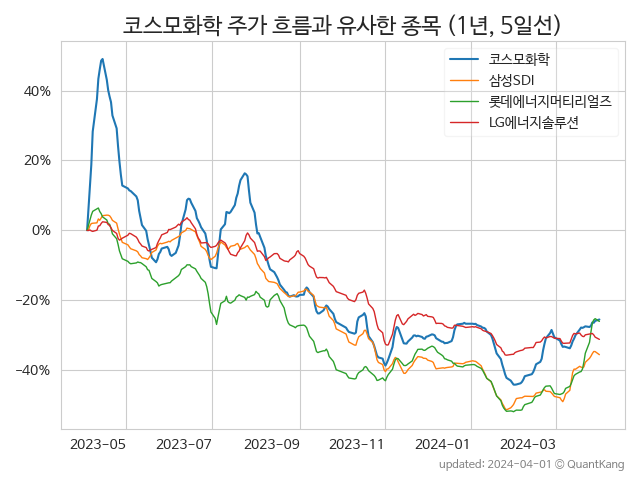 코스모화학 주가 흐름과 유사한 종목 (1년, 5일선)
코스모화학
삼성SDI
롯데에너지머티리얼즈
LG에너지솔루션
40%
20%
0%
−20%
−40%
2023-05
2023-07
2023-09
2023-11
2024-01
2024-03
updated: 2024-04-01 © QuantKang